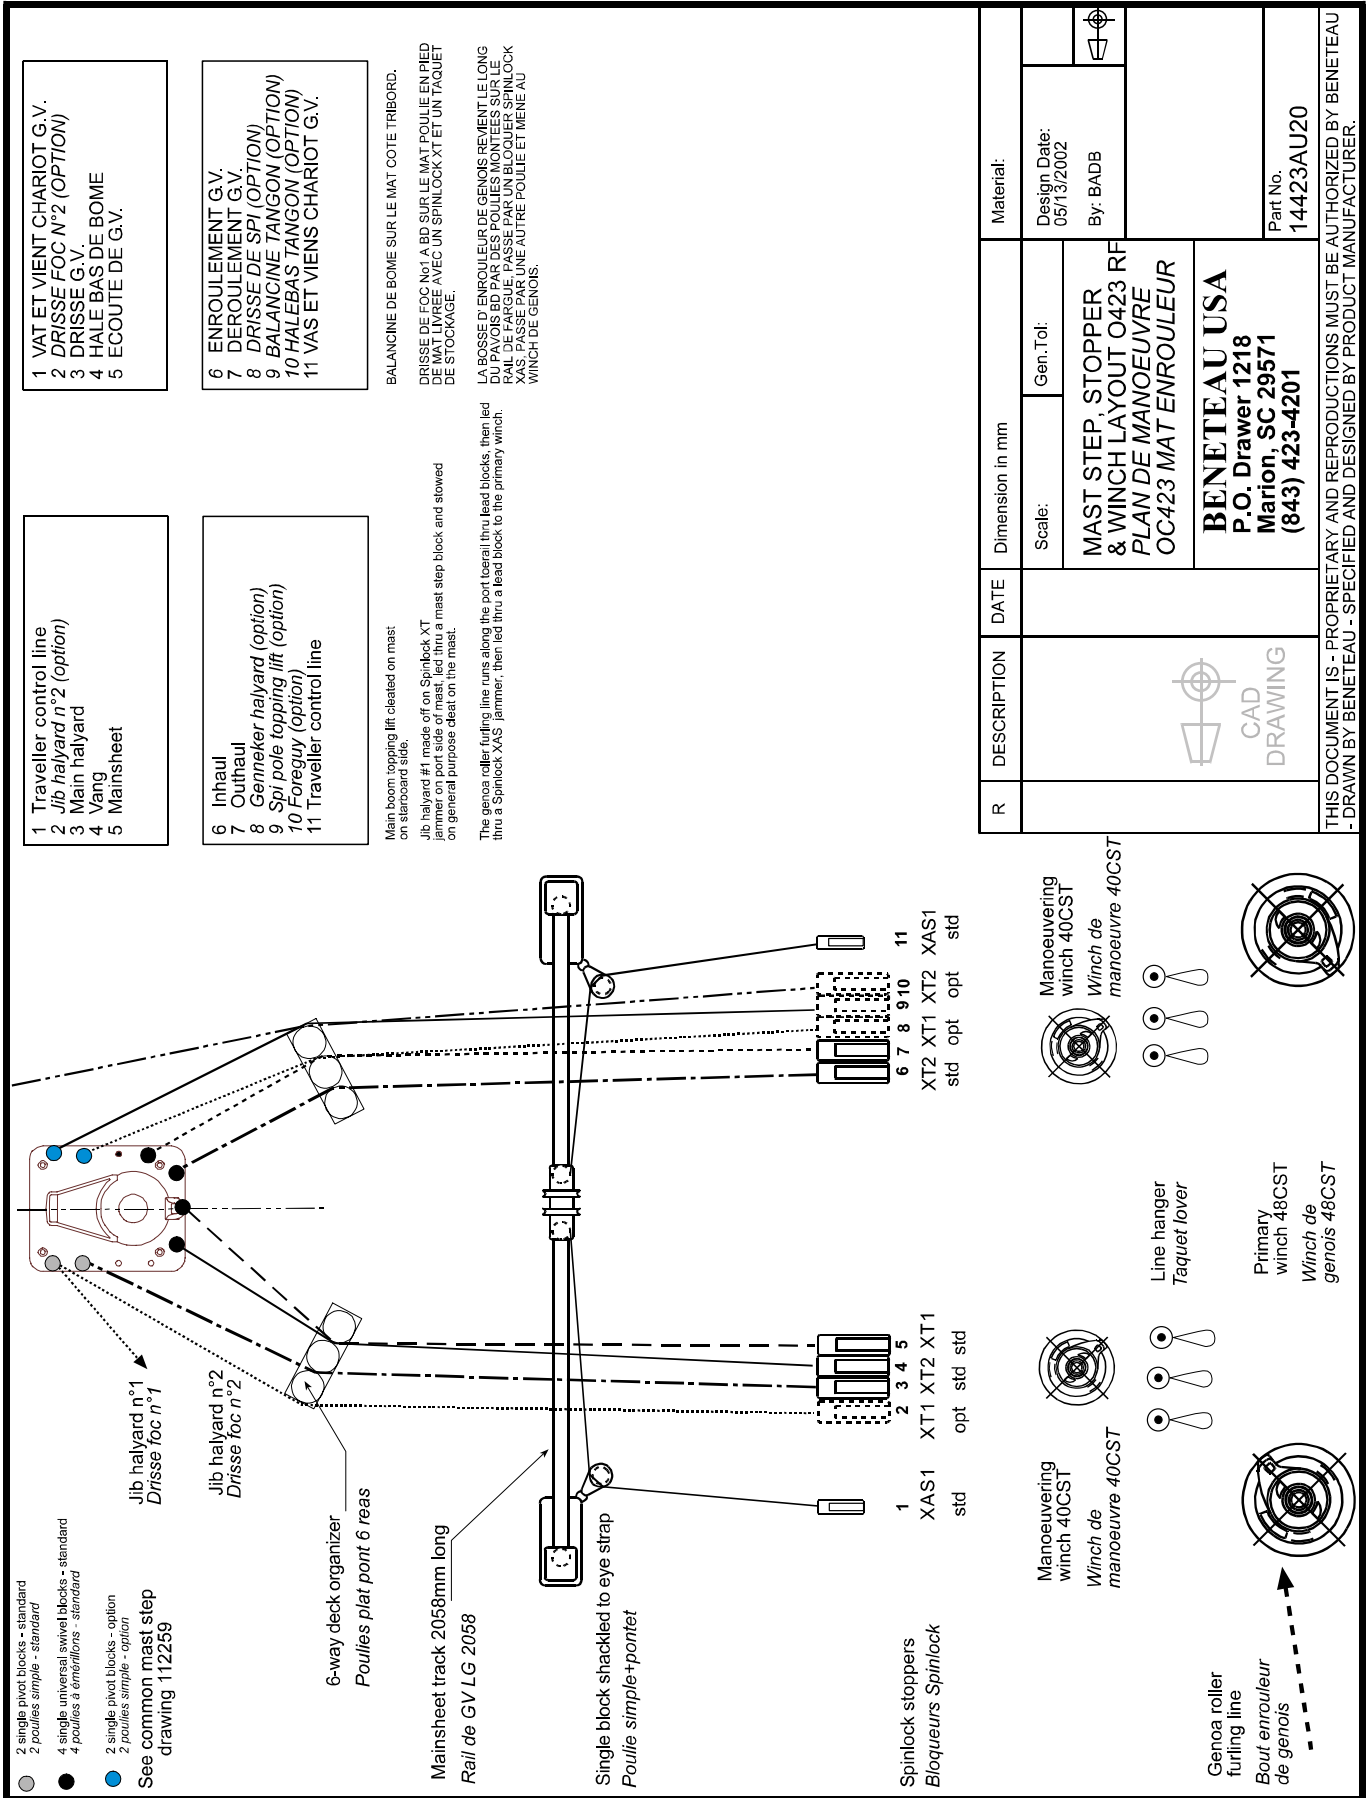 2 single pivot blocks - standard
2 poulies simple - standard
4 single universal swivel blocks - standard
4 poulies à émérillons - standard
2 single pivot blocks - option
2 poulies simple - option
See common mast step
drawing 112259
Jib halyard n°1
Drisse foc n°1
Jib halyard n°2
Drisse foc n°2
6-way deck organizer
Poulies plat pont 6 reas
Mainsheet track 2058mm long
Rail de GV LG 2058
Single block shackled to eye strap
Poulie simple+pontet
Spinlock stoppers
Bloqueurs Spinlock
1 2 3 4 5 6 7 8 9 10 11
XAS1 XT1 XT2 XT1 XT2 XT1 XT2 XAS1
std opt std std std opt opt std
Manoeuvering
winch 40CST
Winch de
manoeuvre 40CST
Manoeuvering
winch 40CST
Winch de
manoeuvre 40CST
Line hanger
Taquet lover
Primary
winch 48CST
Winch de
genois 48CST
Genoa roller
furling line
Bout enrouleur
de genois
1 Traveller control line
2 Jib halyard n°2 (option)
3 Main halyard
4 Vang
5 Mainsheet
1 VAT ET VIENT CHARIOT G.V.
2 DRISSE FOC N°2 (OPTION)
3 DRISSE G.V.
4 HALE BAS DE BOME
5 ECOUTE DE G.V.
6 Inhaul
7 Outhaul
8 Genneker halyard (option)
9 Spi pole topping lift (option)
10 Foreguy (option)
11 Traveller control line
6 ENROULEMENT G.V.
7 DEROULEMENT G.V.
8 DRISSE DE SPI (OPTION)
9 BALANCINE TANGON (OPTION)
10 HALEBAS TANGON (OPTION)
11 VAS ET VIENS CHARIOT G.V.
Main boom topping lift cleated on mast
on starboard side.
Jib halyard #1 made off on Spinlock XT
jammer on port side of mast, led thru a mast step block and stowed
on general purpose cleat on the mast.
The genoa roller furling line runs along the port toerail thru lead blocks, then led
thru a Spinlock XAS jammer, then led thru a lead block to the primary winch.
BALANCINE DE BOME SUR LE MAT COTE TRIBORD.
DRISSE DE FOC No1 A BD SUR LE MAT POULIE EN PIED
DE MAT LIVREE AVEC UN SPINLOCK XT ET UN TAQUET
DE STOCKAGE.
LA BOSSE D' ENROULEUR DE GENOIS REVIENT LE LONG
DU PAVOIS BD PAR DES POULIES MONTEES SUR LE
RAIL DE FARGUE, PASSE PAR UN BLOQUER SPINLOCK
XAS, PASSE PAR UNE AUTRE POULIE ET MENE AU
WINCH DE GENOIS.
R DESCRIPTION DATE
Dimension in mm
Material:
Scale:
Gen.Tol:
Design Date:
05/13/2002
By: BADB
MAST STEP, STOPPER
& WINCH LAYOUT O423 RF
PLAN DE MANOEUVRE
OC423 MAT ENROULEUR
CAD
DRAWING
BENETEAU USA
P.O. Drawer 1218
Marion, SC 29571
(843) 423-4201
Part No.
14423AU20
THIS DOCUMENT IS - PROPRIETARY AND REPRODUCTIONS MUST BE AUTHORIZED BY BENETEAU
- DRAWN BY BENETEAU - SPECIFIED AND DESIGNED BY PRODUCT MANUFACTURER.